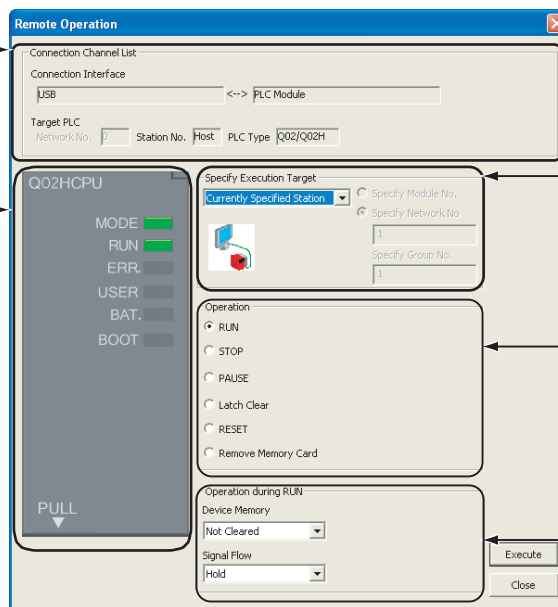 Remote Operation
Connection Channel List
Connection Interface
USB <--> PLC Module
Target PLC
Network No. 0 Station No. Host PLC Type Q02/Q02H
Q02HCPU
MODE
RUN
ERR.
USER
BAT.
BOOT
PULL
Specify Execution Target
Currently Specified Station
Specify Module No.
Specify Network No
1
Specify Group No.
1
Operation
RUN
STOP
PAUSE
Latch Clear
RESET
Remove Memory Card
Operation during RUN
Device Memory
Not Cleared
Signal Flow
Hold
Execute
Close